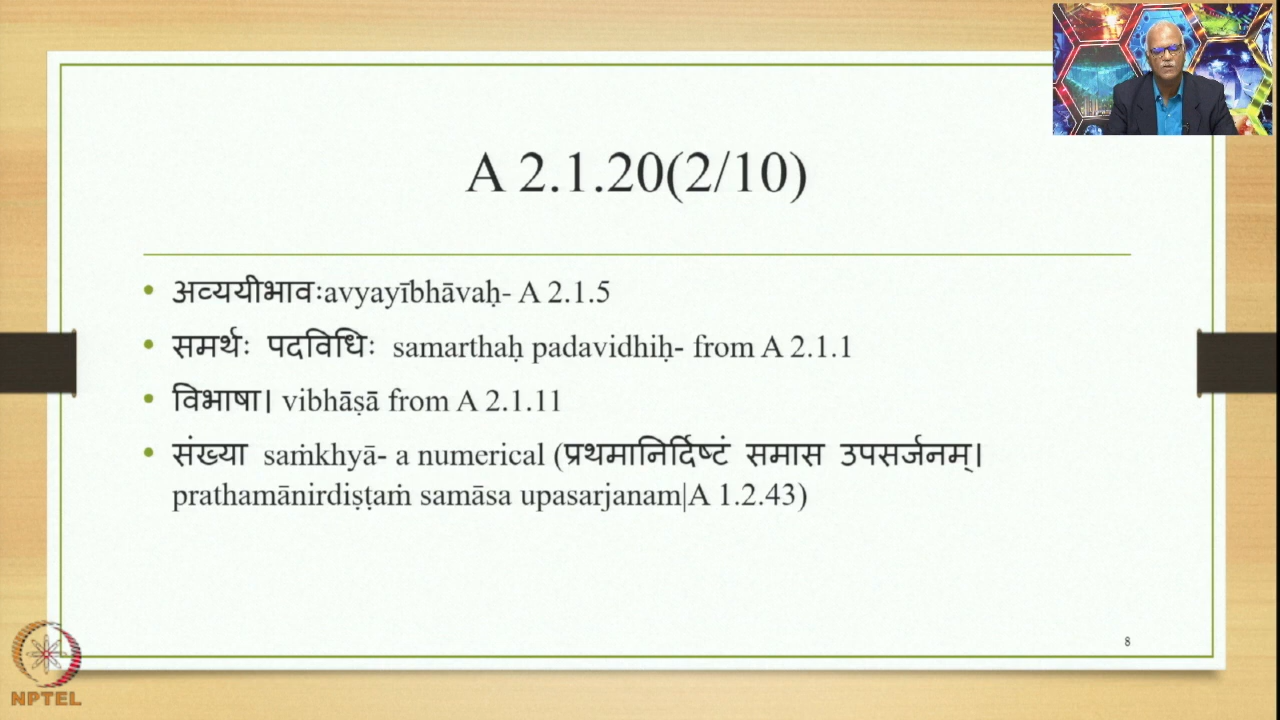 A 2.1.20(2/10)
• अव्ययीभावःavyayībhāvaḥ- A 2.1.5
• समर्थः पदविधिः samarthaḥ padavidhiḥ- from A 2.1.1
• विभाषा। vibhāṣā from A 2.1.11
• संख्या saṁkhyā- a numerical (प्रथमानिर्दिष्टं समास उपसर्जनम्।
prathamānirdiṣṭaṁ samāsa upasarjanam|A 1.2.43)
8
NPTEL